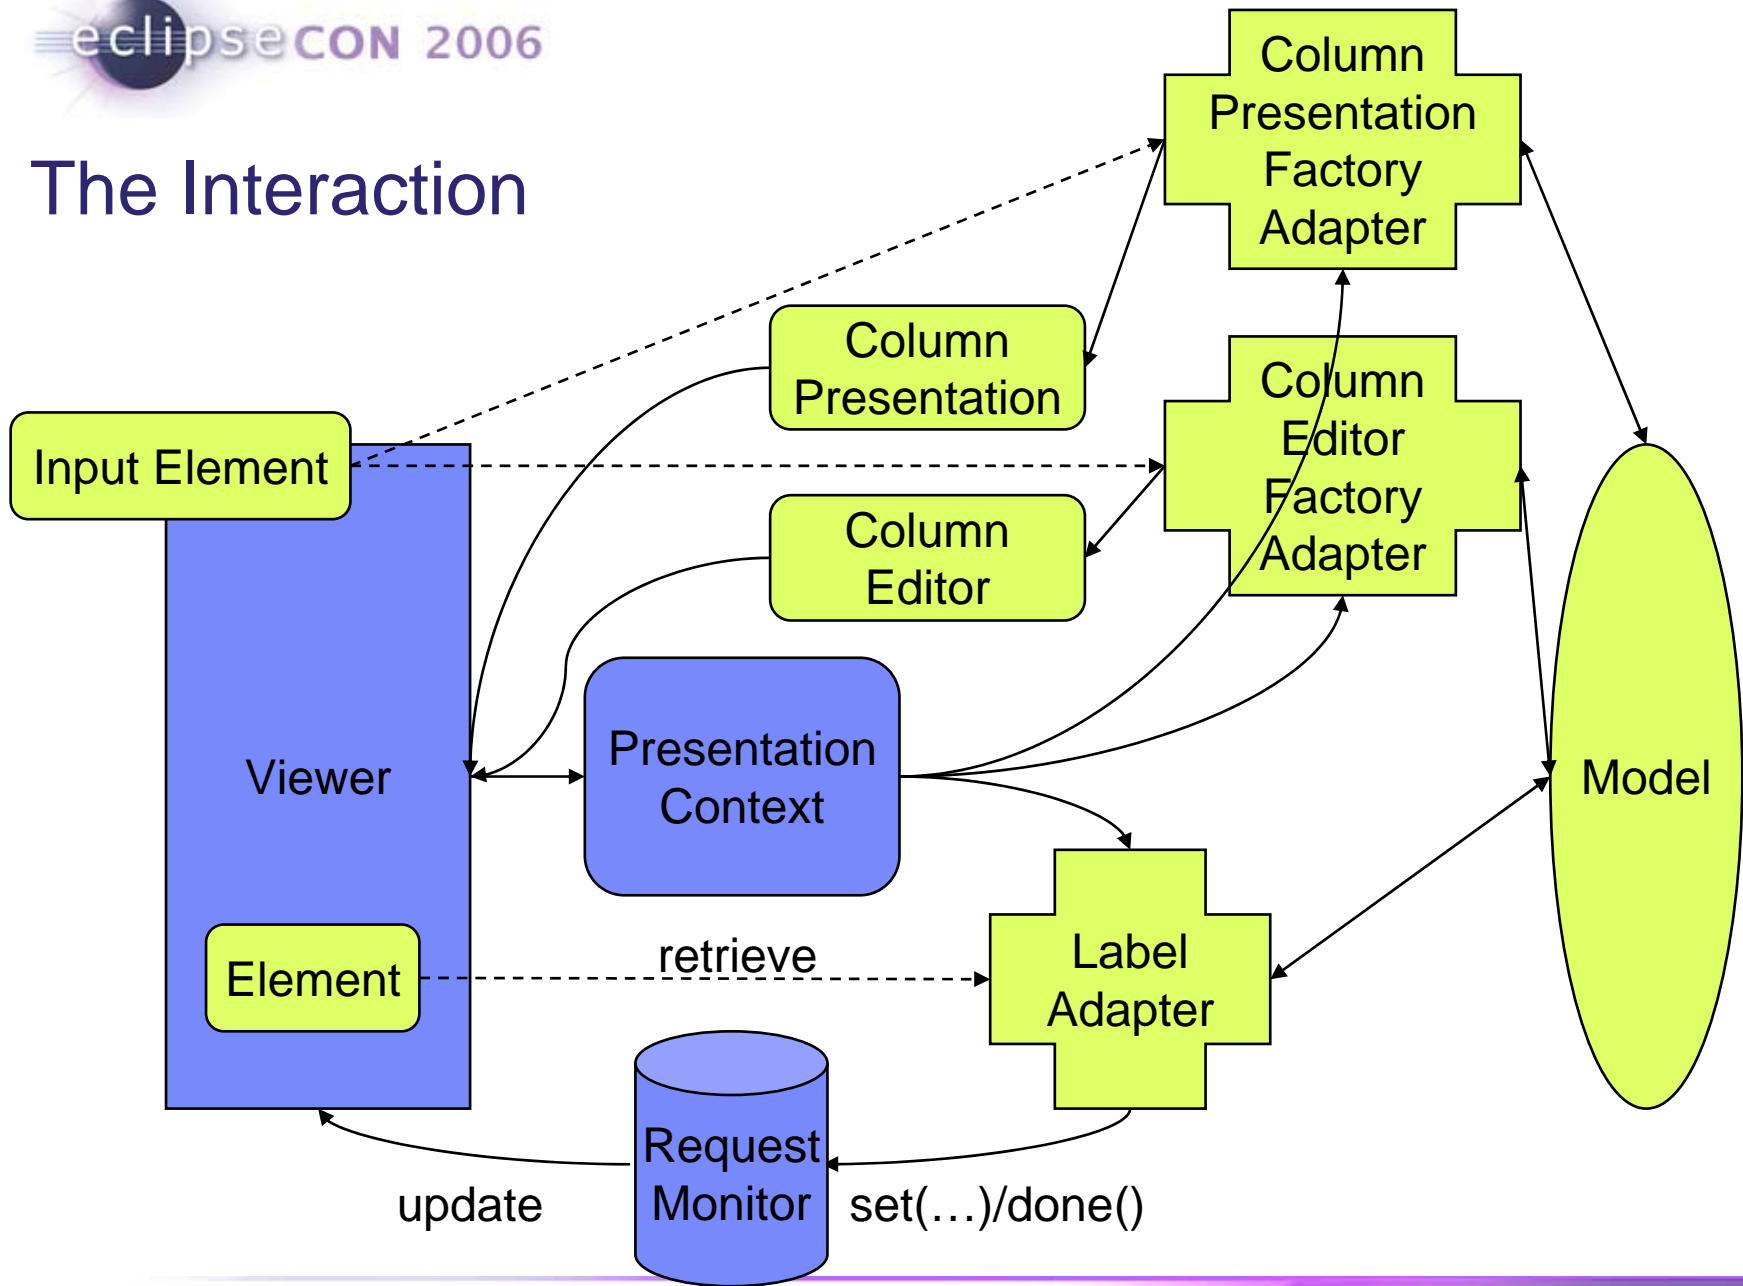 eclipseCON 2006
The Interaction
Column
Presentation
Factory
Adapter
Column
Presentation
Column
Editor
Factory
Adapter
Input Element
Column
Editor
Viewer
Presentation
Context
Model
Element
retrieve
Label
Adapter
Request
Monitor
update
set(…)/done()